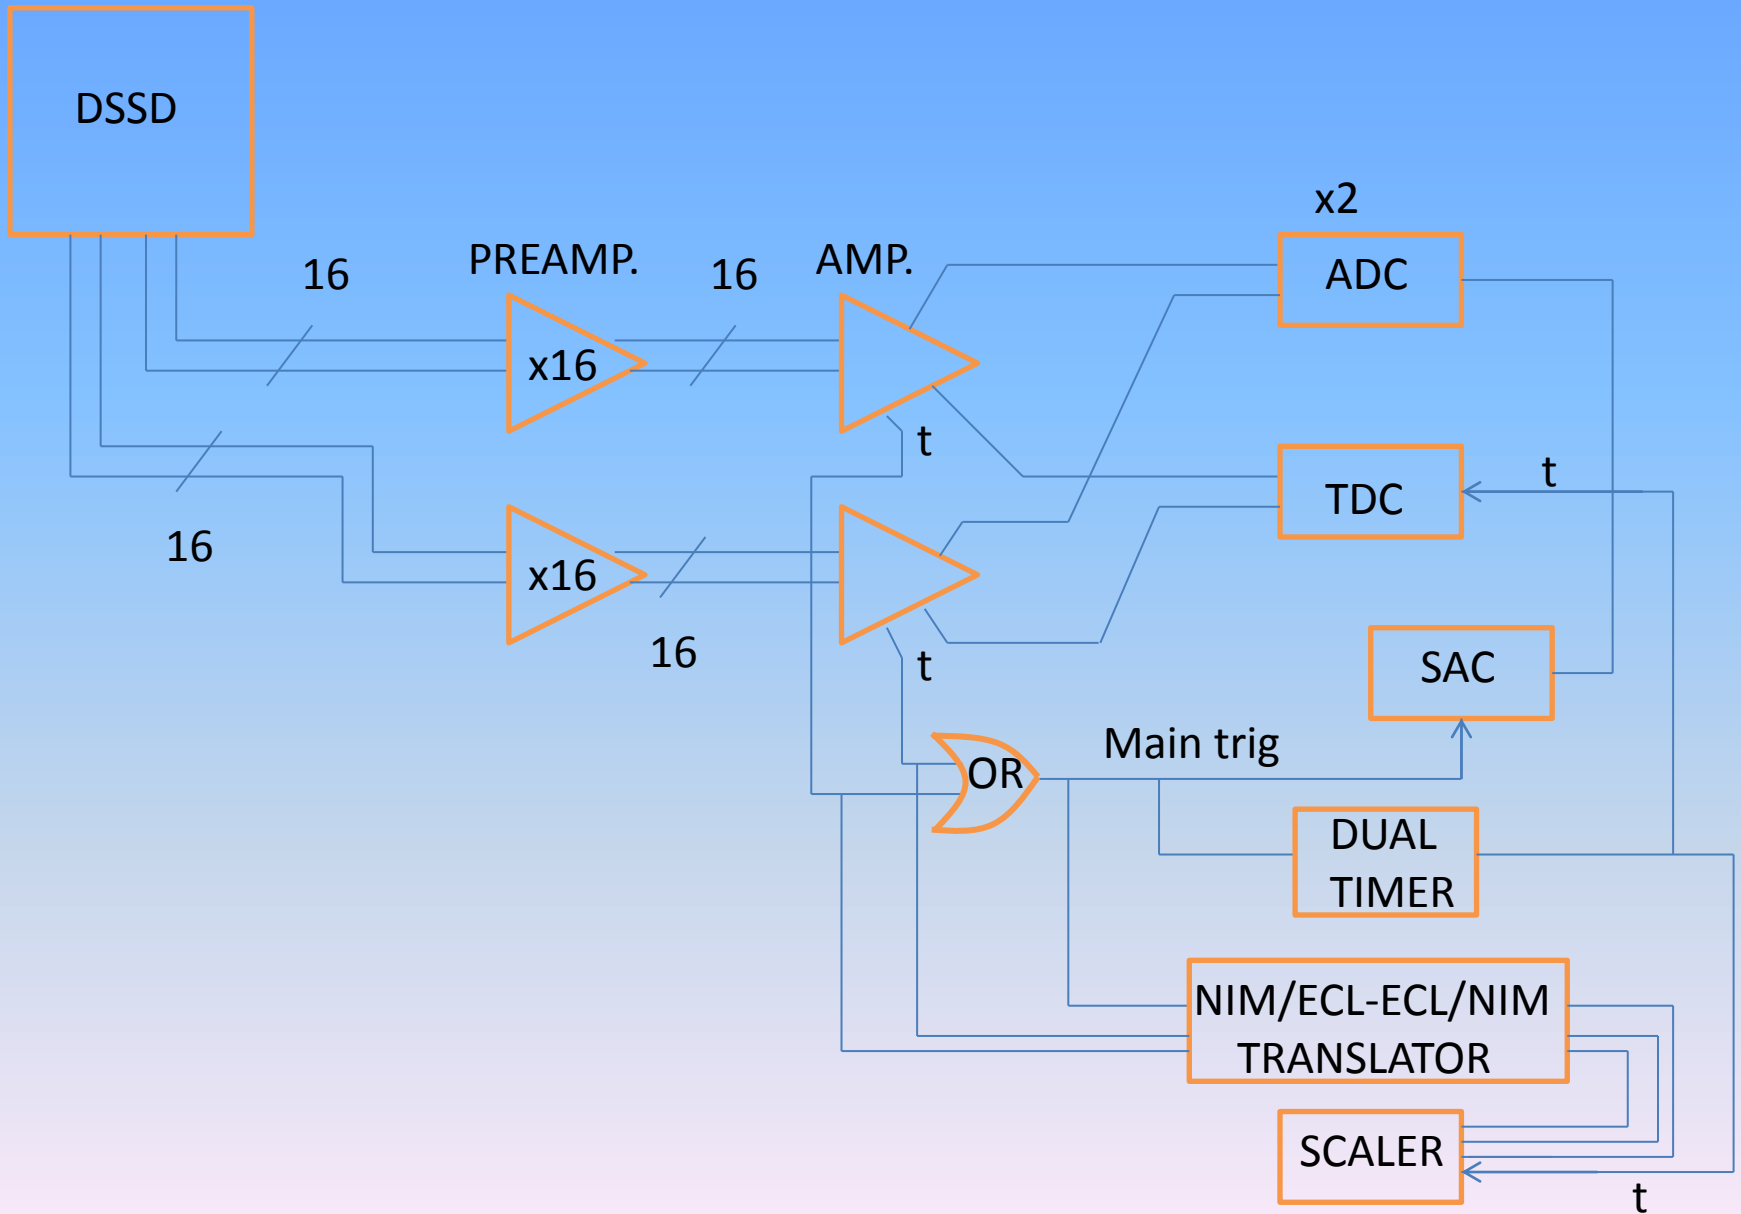 DSSD
x2
16
PREAMP.
16
AMP.
ADC
x16
t
t
TDC
16
x16
16
t
SAC
Main trig
OR
DUAL
TIMER
NIM/ECL-ECL/NIM
TRANSLATOR
SCALER
t